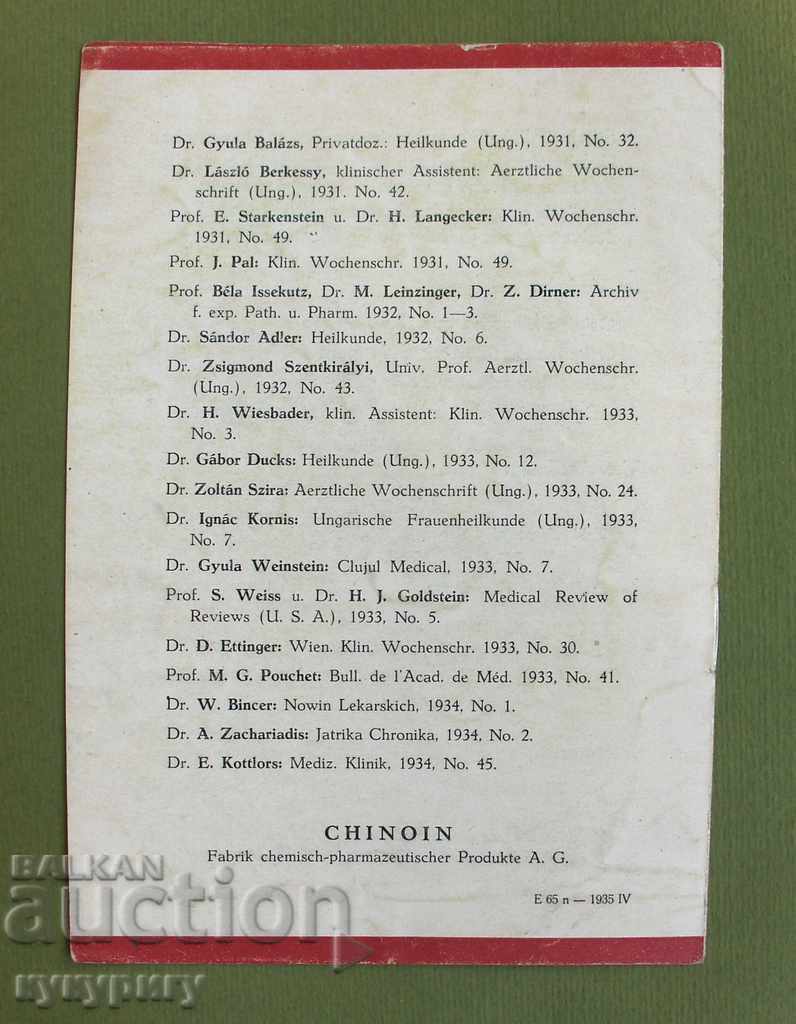 Dr. Gyula Balázs, Privatdoz.: Heilkunde (Ung.), 1931, No. 32.
Dr. László Berkessy, klinischer Assistent: Aerztliche Wochen-
schrift (Ung.), 1931. No. 42.
Prof. E. Starkenstein u. Dr. H. Langecker: Klin. Wochenschr.
1931, No. 49.
Prof. J. Pal: Klin. Wochenschr. 1931, No. 49.
Prof. Béla Issekutz, Dr. M. Leinzinger, Dr. Z. Dirner: Archiv
f. exp. Path. u. Pharm. 1932, No. 1—3.
Dr. Sándor Adler: Heilkunde, 1932, No. 6.
Dr. Zsigmond Szentkirályi, Univ. Prof. Aerztl. Wochenschr.
(Ung.), 1932, No. 43.
Dr. H. Wiesbader, klin. Assistent: Klin. Wochenschr. 1933,
No. 3.
Dr. Gábor Ducks: Heilkunde (Ung.), 1933, No. 12.
Dr. Zoltán Szira: Aerztliche Wochenschrift (Ung.), 1933, No. 24.
Dr. Ignác Kornis: Ungarische Frauenheilkunde (Ung.), 1933,
No. 7.
Dr. Gyula Weinstein: Clujul Medical, 1933, No. 7.
Prof. S. Weiss u. Dr. H. J. Goldstein: Medical Review of
Reviews (U. S. A.), 1933, No. 5.
Dr. D. Ettinger: Wien. Klin. Wochenschr. 1933, No. 30.
Prof. M. G. Pouchet: Bull. de l'Acad. de Méd. 1933, No. 41.
Dr. W. Bincer: Nowin Lekarskich, 1934, No. 1.
Dr. A. Zachariadis: Jatrika Chronika, 1934, No. 2.
Dr. E. Kottlors: Mediz. Klinik, 1934, No. 45.
CHINOIN
Fabrik chemisch-pharmazeutischer Produkte A. G.
E 65 n — 1935 IV
BALKAN
auction
кукуригу